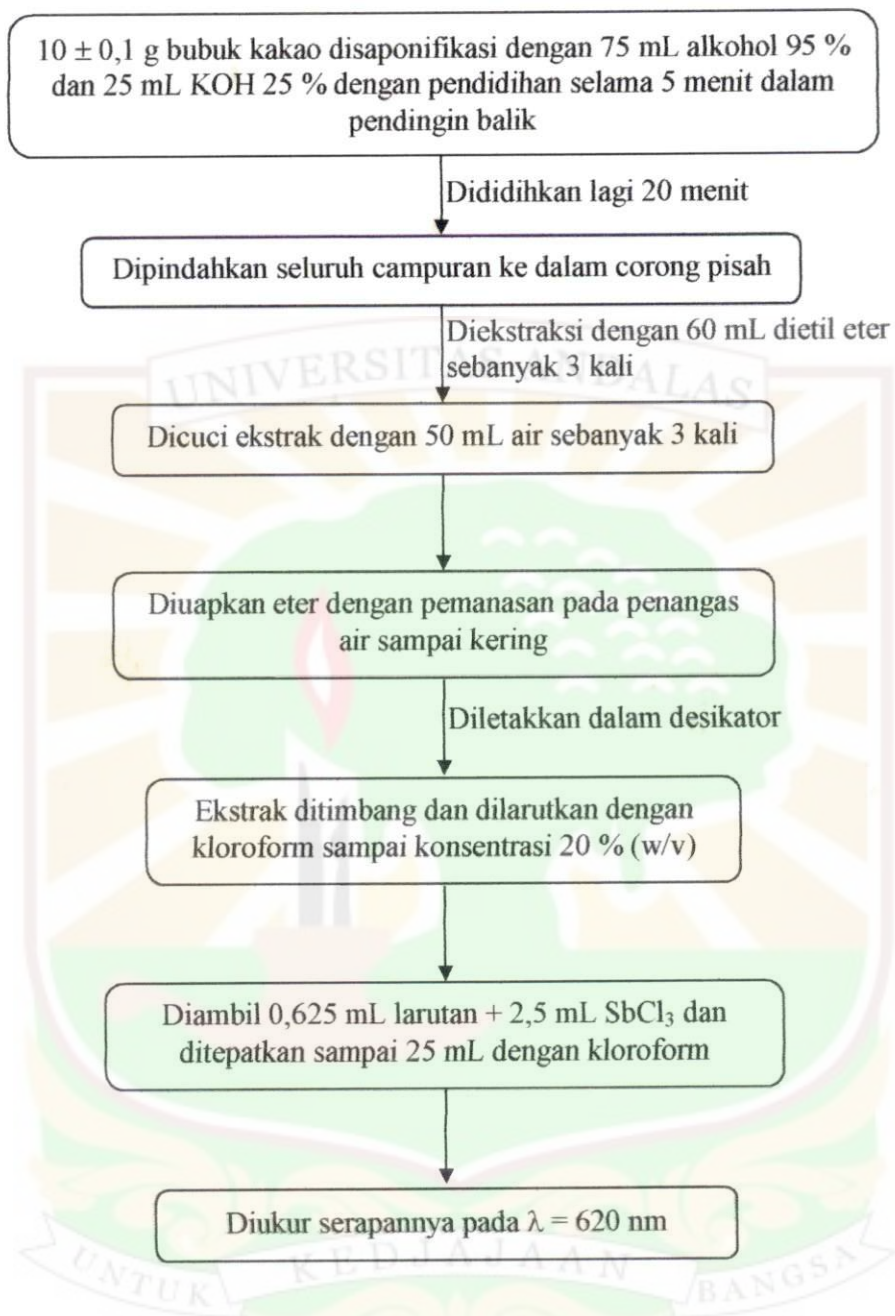 10 ± 0,1 g bubuk kakao disaponifikasi dengan 75 mL alkohol 95 %
dan 25 mL KOH 25 % dengan pendidihan selama 5 menit dalam
pendingin balik
Dididihkan lagi 20 menit
Dipindahkan seluruh campuran ke dalam corong pisah
Diekstraksi dengan 60 mL dietil eter
sebanyak 3 kali
UNIVERSITAS ANDALAS
Dicuci ekstrak dengan 50 mL air sebanyak 3 kali
Diuapkan eter dengan pemanasan pada penangas
air sampai kering
Diletakkan dalam desikator
Ekstrak ditimbang dan dilarutkan dengan
kloroform sampai konsentrasi 20 % (w/v)
Diambil 0,625 mL larutan + 2,5 mL SbCl₃ dan
ditepatkan sampai 25 mL dengan kloroform
Diukur serapannya pada λ = 620 nm
UNTUK KEDJAJAAN BANGSA